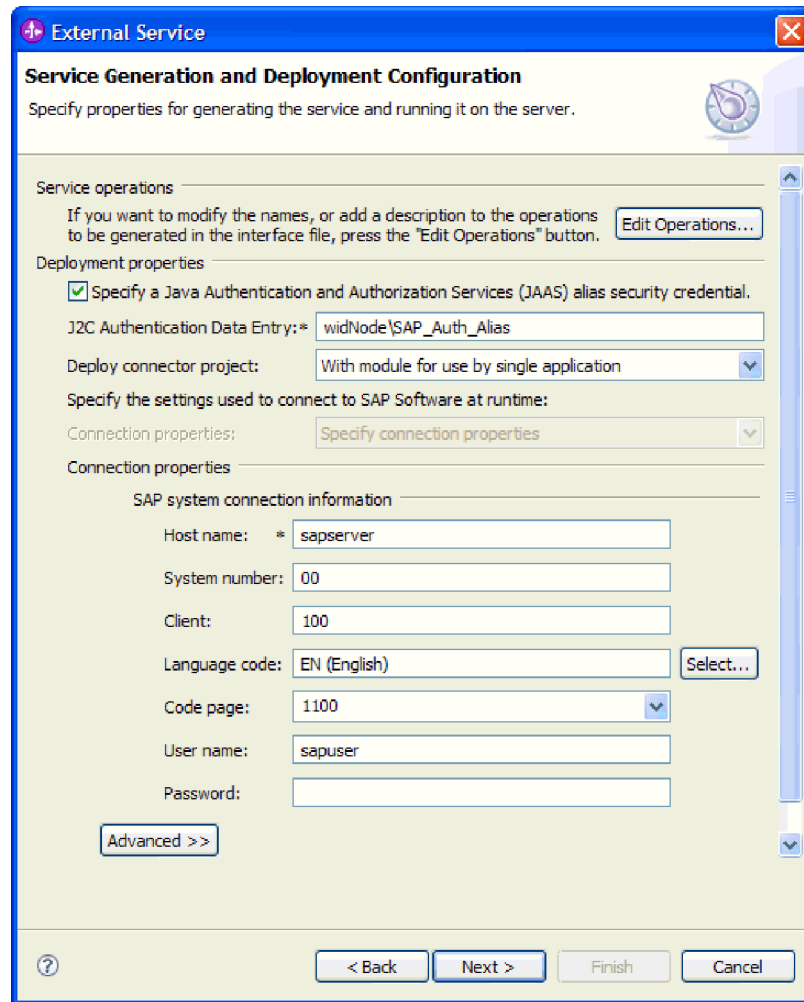 External Service
Service Generation and Deployment Configuration
Specify properties for generating the service and running it on the server.
Service operations
If you want to modify the names, or add a description to the operations
to be generated in the interface file, press the "Edit Operations" button.
Edit Operations...
Deployment properties
Specify a Java Authentication and Authorization Services (JAAS) alias security credential.
J2C Authentication Data Entry:* widNode\SAP_Auth_Alias
Deploy connector project: With module for use by single application
Specify the settings used to connect to SAP Software at runtime:
Connection properties: Specify connection properties
Connection properties
SAP system connection information
Host name: * sapserver
System number: 00
Client: 100
Language code: EN (English) Select...
Code page: 1100
User name: sapuser
Password:
Advanced >>
? < Back Next > Finish Cancel